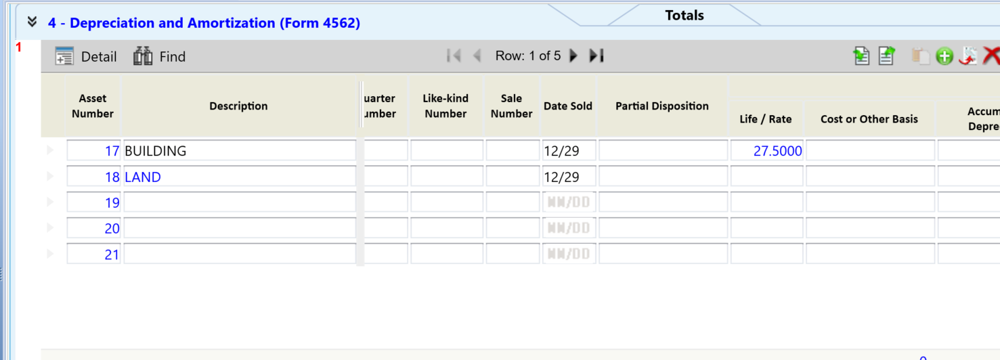 Totals
4 - Depreciation and Amortization (Form 4562)
1
Detail Find Row: 1 of 5
Asset Number Description uarter umber Like-kind Number Sale Number Date Sold Partial Disposition Life / Rate Cost or Other Basis Accum Depre
17 BUILDING 12/29 27.5000
18 LAND 12/29
19 MM/DD
20 MM/DD
21 MM/DD